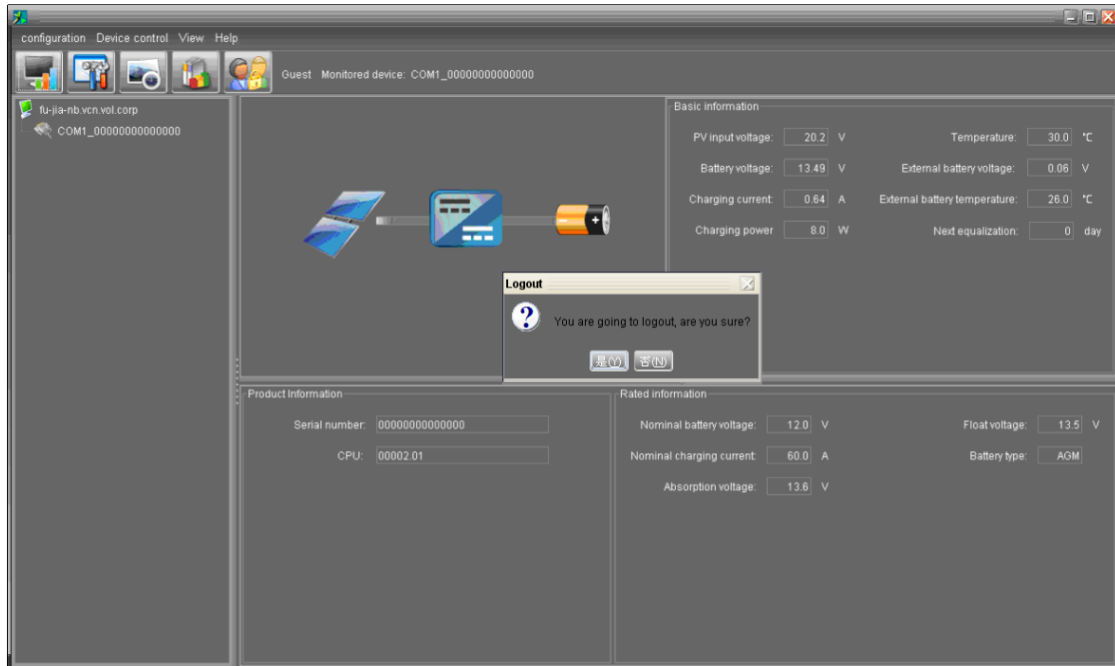 configuration Device control View Help
Guest Monitored device: COM1_00000000000000
fu-jia-nb.vcn.vol.corp
COM1_00000000000000
Basic information
PV input voltage: 20.2 V Temperature: 30.0 ℃
Battery voltage: 13.49 V External battery voltage: 0.06 V
Charging current: 0.64 A External battery temperature: 26.0 ℃
Charging power 8.0 W Next equalization: 0 day
Logout
You are going to logout, are you sure?
是(Y) 否(N)
Product Information
Serial number: 00000000000000
CPU: 00002.01
Rated information
Nominal battery voltage: 12.0 V Float voltage: 13.5 V
Nominal charging current: 60.0 A Battery type: AGM
Absorption voltage: 13.6 V